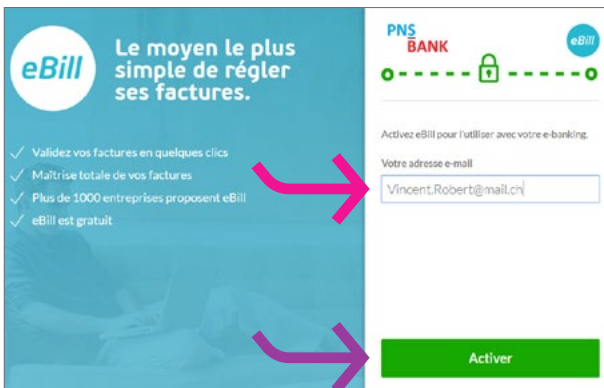 eBill
Le moyen le plus
simple de régler
ses factures.
Validez vos factures en quelques clics
Maîtrise totale de vos factures
Plus de 1000 entreprises proposent eBill
eBill est gratuit
PNS
BANK
eBill
Activez eBill pour l'utiliser avec votre e-banking.
Votre adresse e-mail
Vincent.Robert@mail.ch
Activer